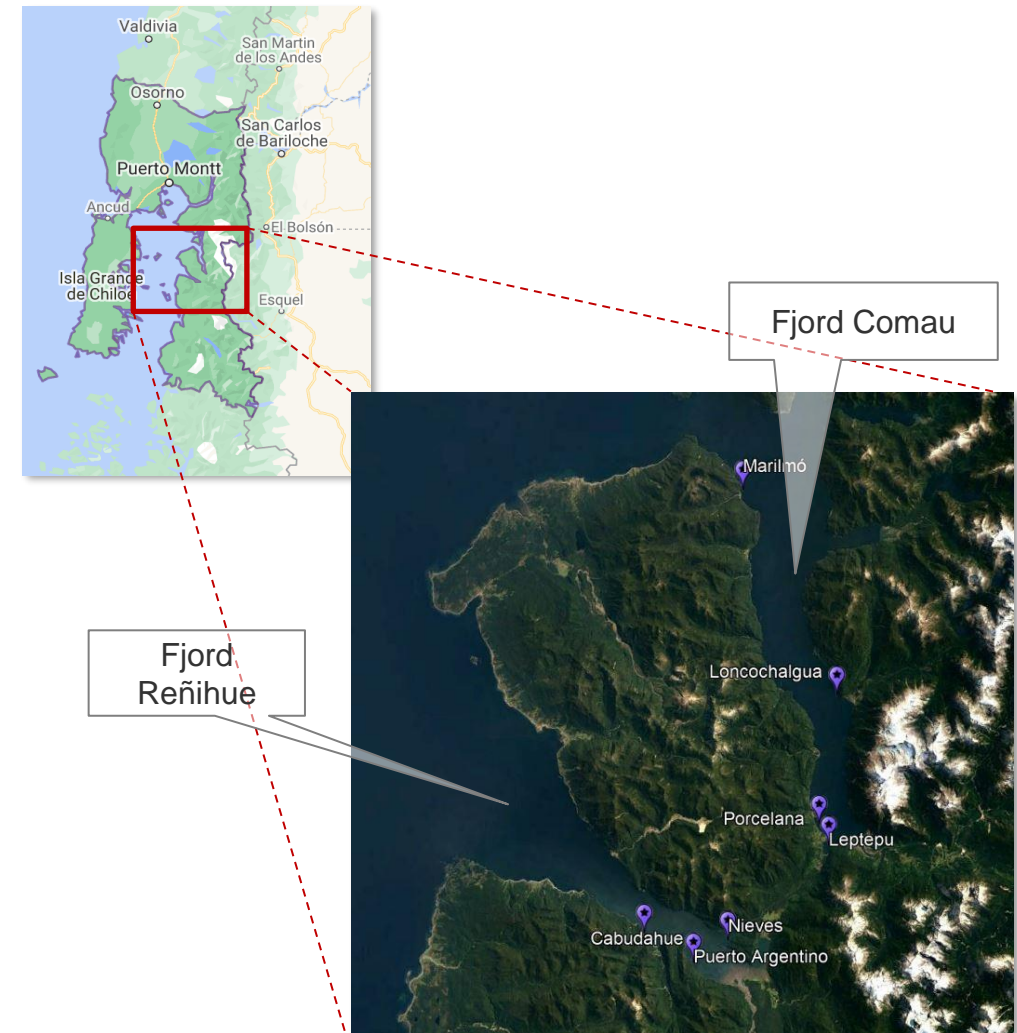 Valdivia
San Martin
de los Andes
Osorno
San Carlos
de Bariloche
Puerto Montt
Ancud
El Bolsón
Isla Grande
de Chiloé
Esquel
Fjord Comau
Marilmó
Fjord
Reñihue
Loncochalgua
Porcelana
Leptepu
Nieves
Cabudahue
Puerto Argentino